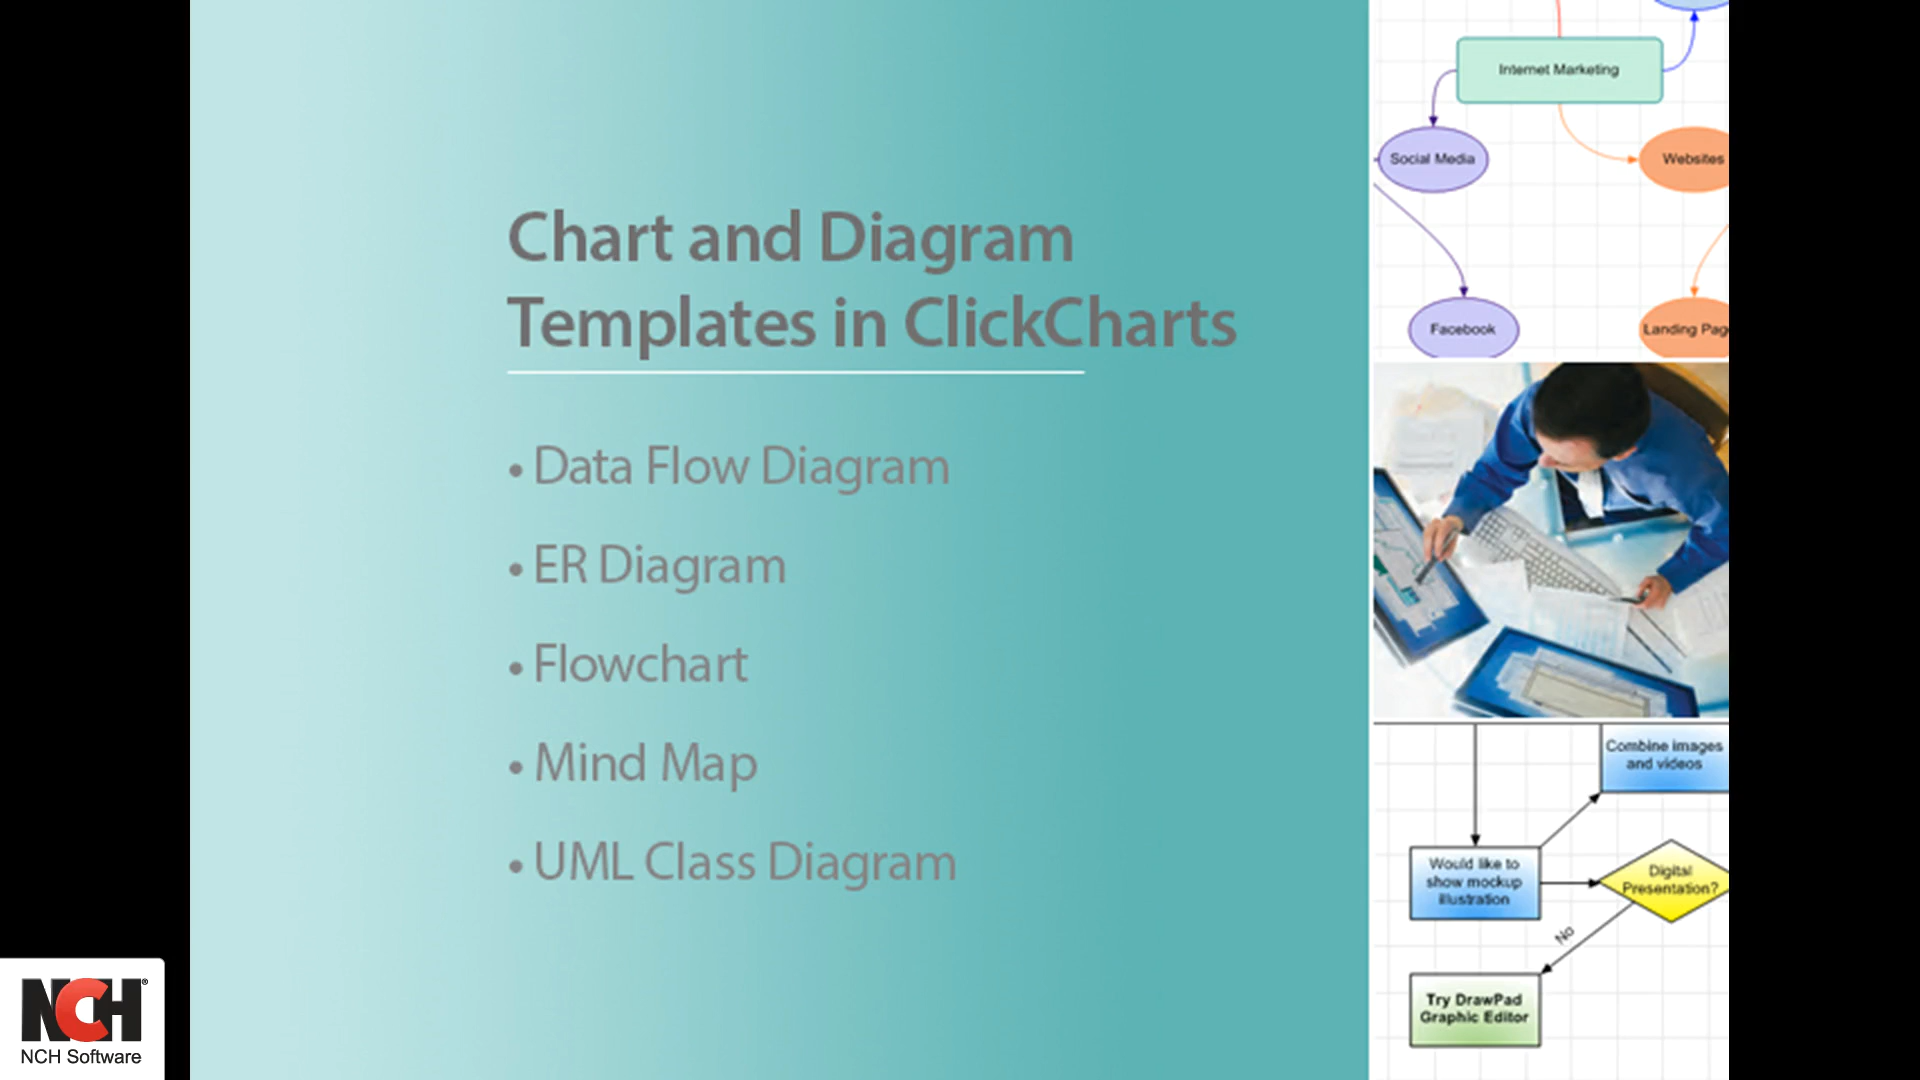 Chart and Diagram
Templates in ClickCharts
• Data Flow Diagram
• ER Diagram
• Flowchart
• Mind Map
• UML Class Diagram
Internet Marketing
Social Media
Websites
Facebook
Landing Pag
Combine images
and videos
Would like to
show mockup
illustration
Digital
Presentation?
No
Try DrawPad
Graphic Editor
NCH®
NCH Software